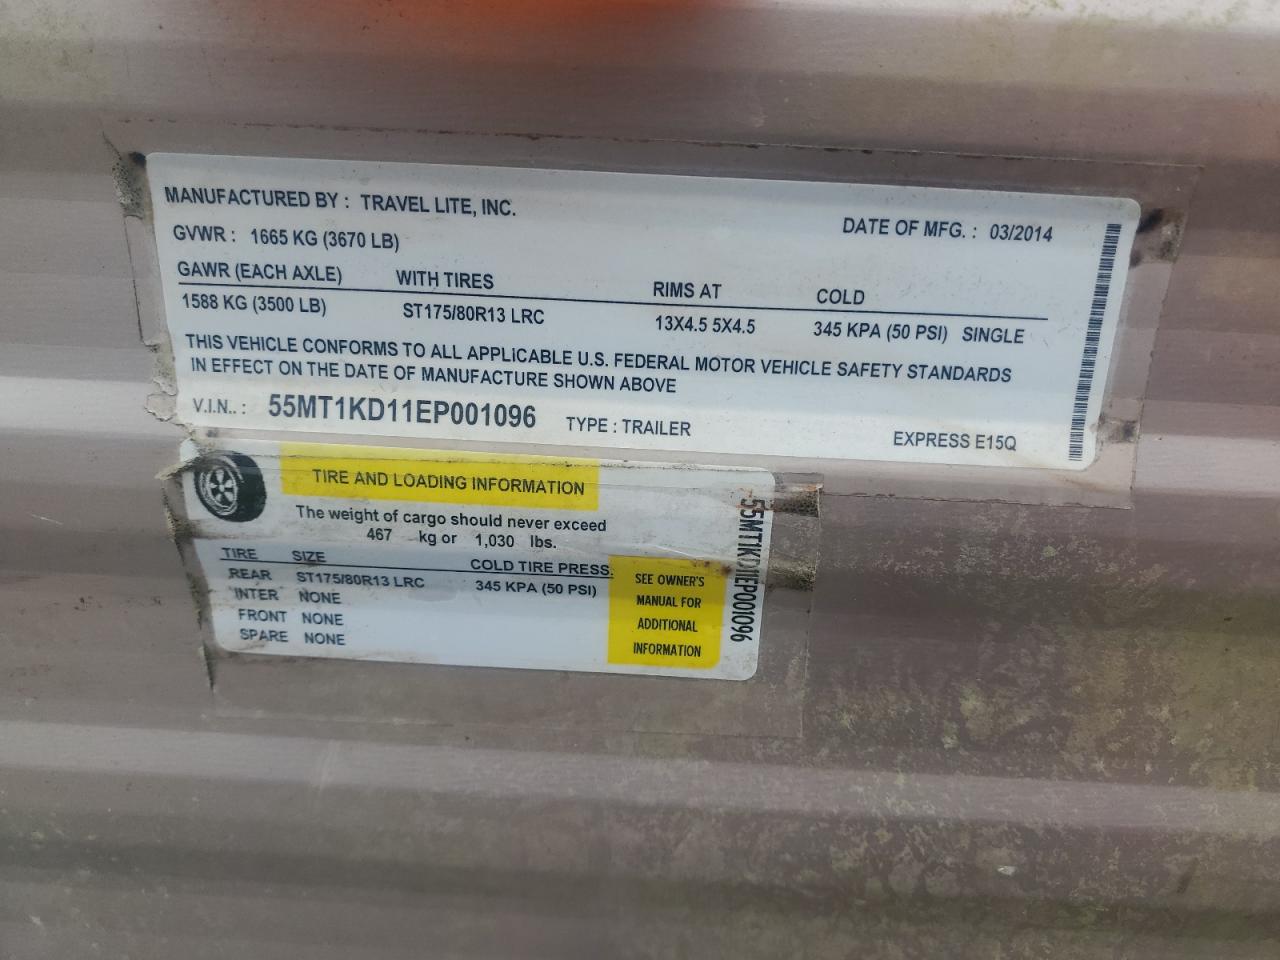 MANUFACTURED BY : TRAVEL LITE, INC. DATE OF MFG. : 03/2014
GVWR : 1665 KG (3670 LB)
GAWR (EACH AXLE) WITH TIRES RIMS AT COLD
1588 KG (3500 LB) ST175/80R13 LRC 13X4.5 5X4.5 345 KPA (50 PSI) SINGLE
THIS VEHICLE CONFORMS TO ALL APPLICABLE U.S. FEDERAL MOTOR VEHICLE SAFETY STANDARDS
IN EFFECT ON THE DATE OF MANUFACTURE SHOWN ABOVE
V.I.N.. : 55MT1KD11EP001096 TYPE : TRAILER EXPRESS E15Q
TIRE AND LOADING INFORMATION
The weight of cargo should never exceed
467 kg or 1,030 lbs.
TIRE SIZE COLD TIRE PRESS.
REAR ST175/80R13 LRC 345 KPA (50 PSI)
INTER NONE
FRONT NONE
SPARE NONE
SEE OWNER'S
MANUAL FOR
ADDITIONAL
INFORMATION
55MT1KD11EP001096